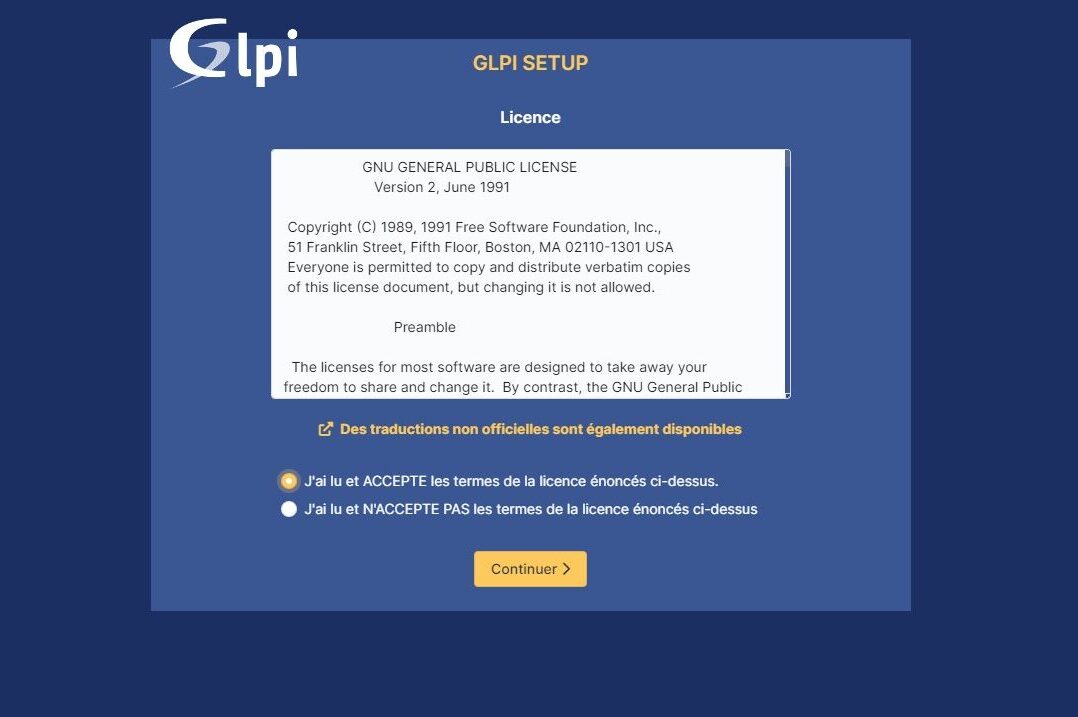 Glpi
GLPI SETUP
Licence
GNU GENERAL PUBLIC LICENSE
Version 2, June 1991
Copyright (C) 1989, 1991 Free Software Foundation, Inc.,
51 Franklin Street, Fifth Floor, Boston, MA 02110-1301 USA
Everyone is permitted to copy and distribute verbatim copies
of this license document, but changing it is not allowed.
Preamble
The licenses for most software are designed to take away your
freedom to share and change it. By contrast, the GNU General Public
Des traductions non officielles sont également disponibles
J'ai lu et ACCEPTE les termes de la licence énoncés ci-dessus.
J'ai lu et N'ACCEPTE PAS les termes de la licence énoncés ci-dessus
Continuer